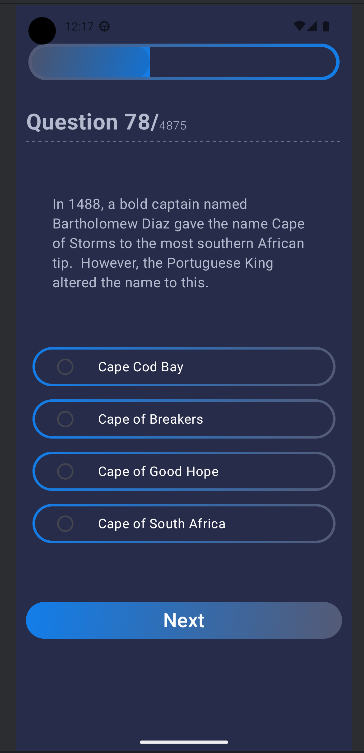 12:17
Question 78/4875
In 1488, a bold captain named
Bartholomew Diaz gave the name Cape
of Storms to the most southern African
tip.  However, the Portuguese King
altered the name to this.
Cape Cod Bay
Cape of Breakers
Cape of Good Hope
Cape of South Africa
Next